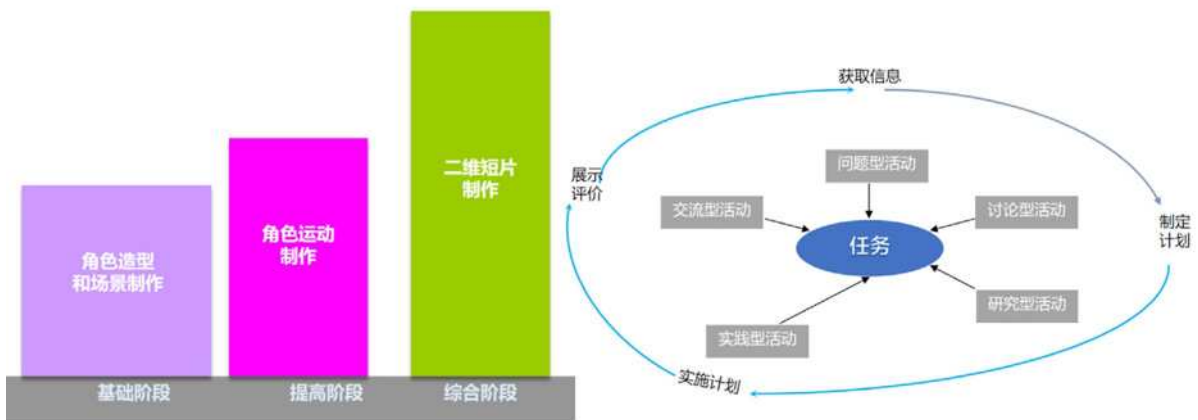 角色造型
和场景制作
角色运动
制作
二维短片
制作
基础阶段
提高阶段
综合阶段
获取信息
展示
评价
问题型活动
交流型活动
讨论型活动
任务
制定
计划
研究型活动
实践型活动
实施计划